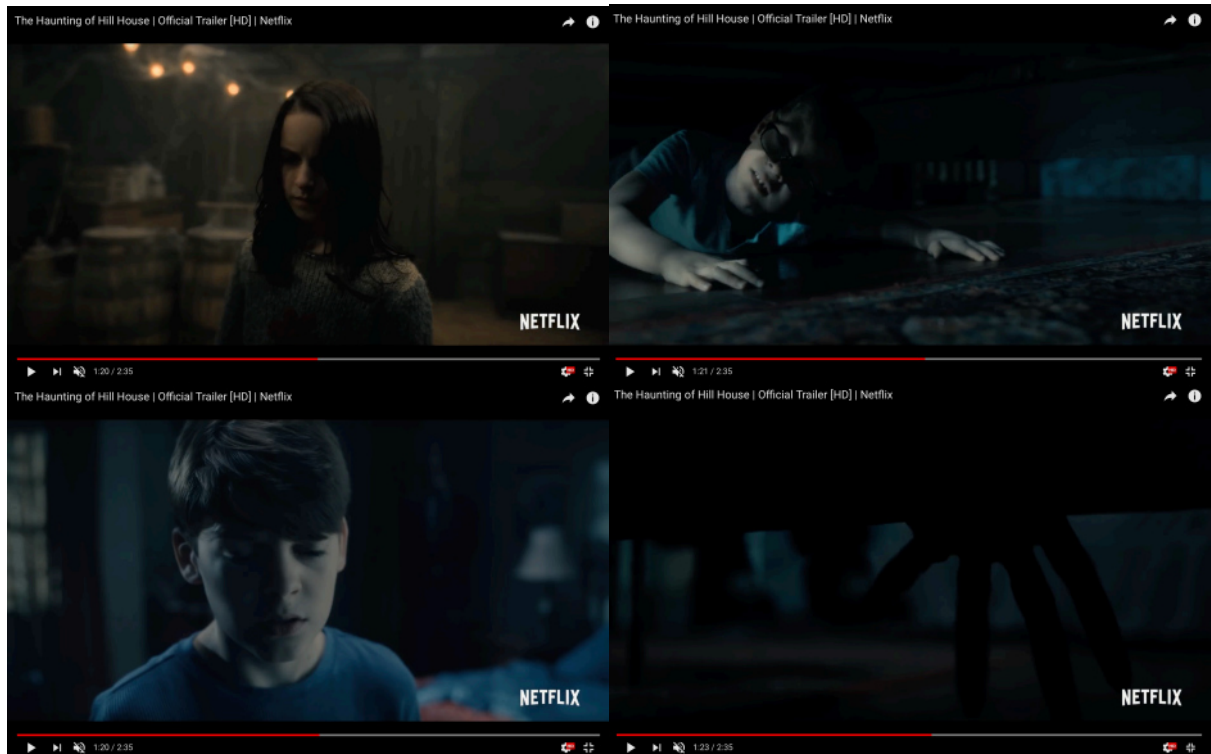 The Haunting of Hill House | Official Trailer [HD] | Netflix
NETFLIX
1:20 / 2:35
The Haunting of Hill House | Official Trailer [HD] | Netflix
NETFLIX
1:21 / 2:35
The Haunting of Hill House | Official Trailer [HD] | Netflix
NETFLIX
1:20 / 2:35
The Haunting of Hill House | Official Trailer [HD] | Netflix
NETFLIX
1:23 / 2:35